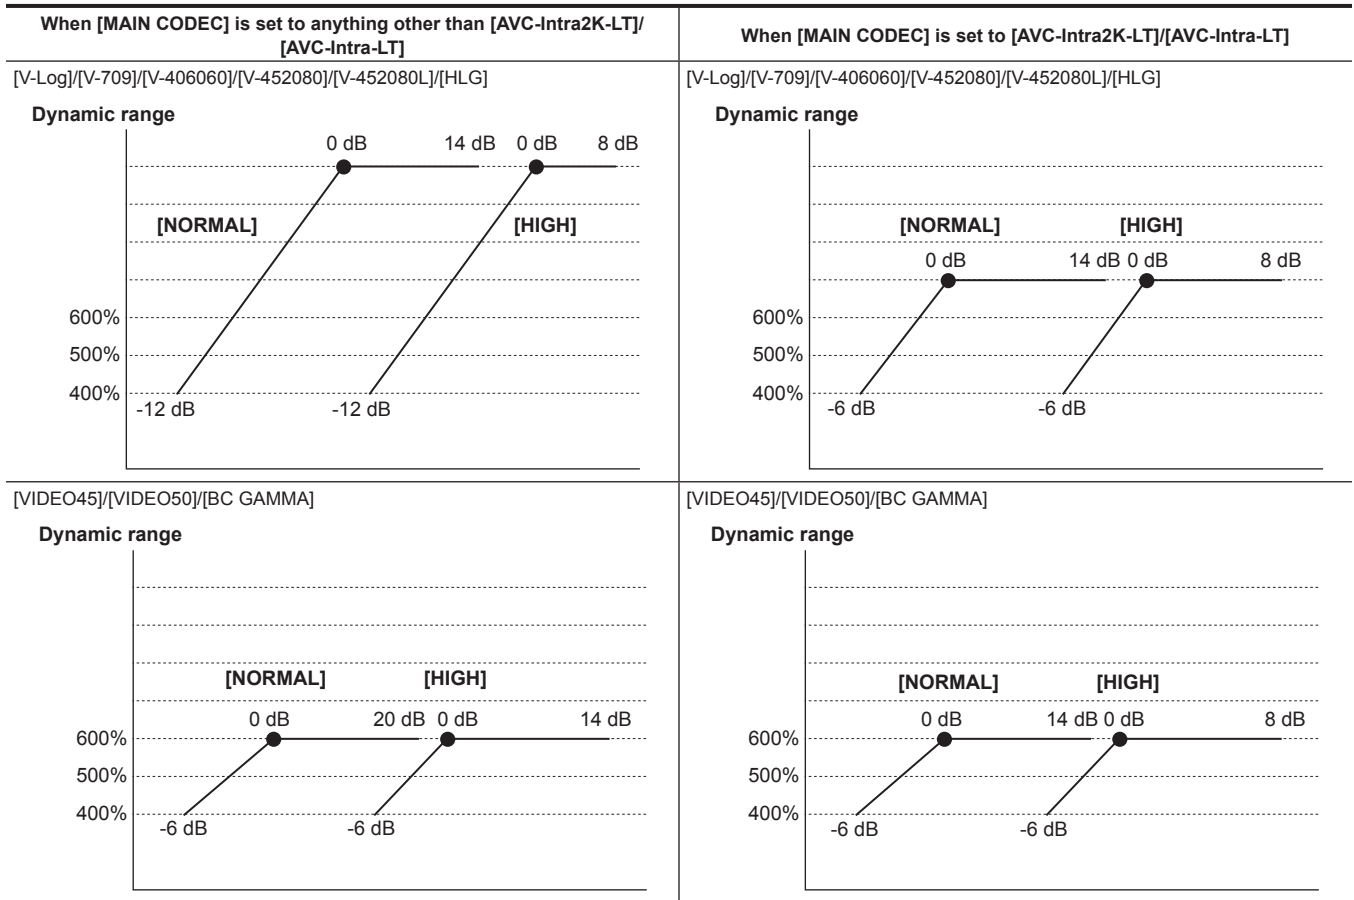 When [MAIN CODEC] is set to anything other than [AVC-Intra2K-LT]/
[AVC-Intra-LT]
When [MAIN CODEC] is set to [AVC-Intra2K-LT]/[AVC-Intra-LT]
[V-Log]/[V-709]/[V-406060]/[V-452080]/[V-452080L]/[HLG]
Dynamic range
0 dB 14 dB 0 dB 8 dB
[NORMAL] [HIGH]
600%
500%
400%
-12 dB -12 dB
[V-Log]/[V-709]/[V-406060]/[V-452080]/[V-452080L]/[HLG]
Dynamic range
[NORMAL] [HIGH]
0 dB 14 dB 0 dB 8 dB
600%
500%
400%
-6 dB -6 dB
[VIDEO45]/[VIDEO50]/[BC GAMMA]
Dynamic range
[NORMAL] [HIGH]
0 dB 20 dB 0 dB 14 dB
600%
500%
400%
-6 dB -6 dB
[VIDEO45]/[VIDEO50]/[BC GAMMA]
Dynamic range
[NORMAL] [HIGH]
0 dB 14 dB 0 dB 8 dB
600%
500%
400%
-6 dB -6 dB